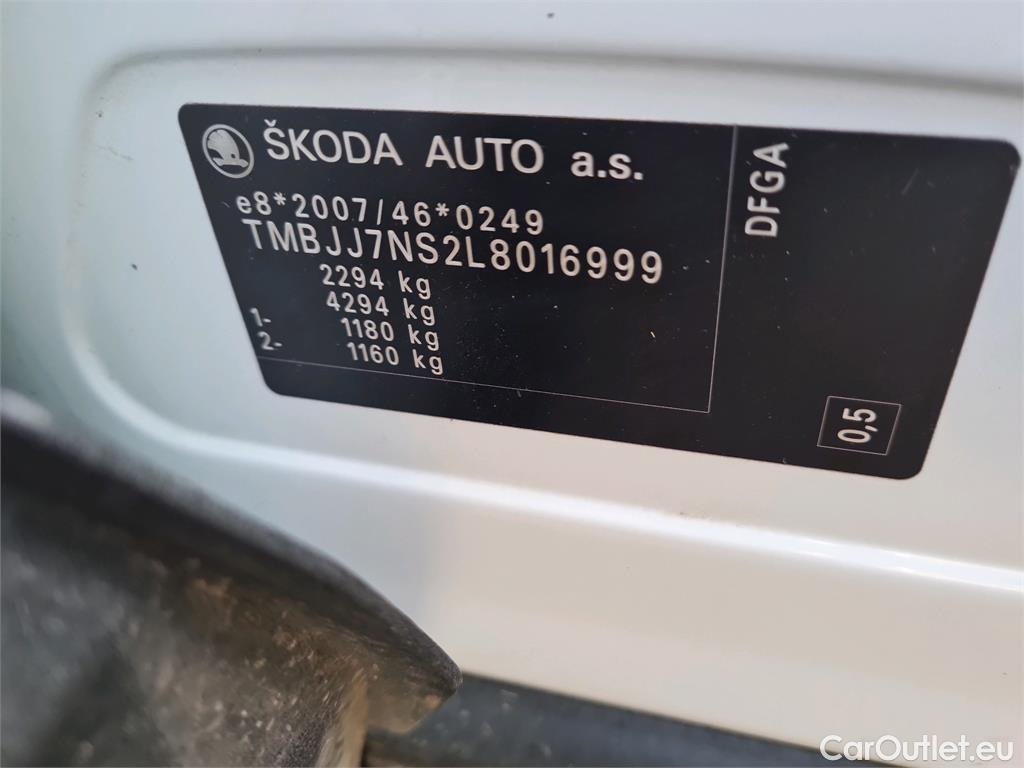 ŠKODA AUTO a.s.
e8*2007/46*0249
TMBJJ7NS2L8016999
2294 kg
4294 kg
1- 1180 kg
2- 1160 kg
DFGA
0,5
CarOutlet.eu